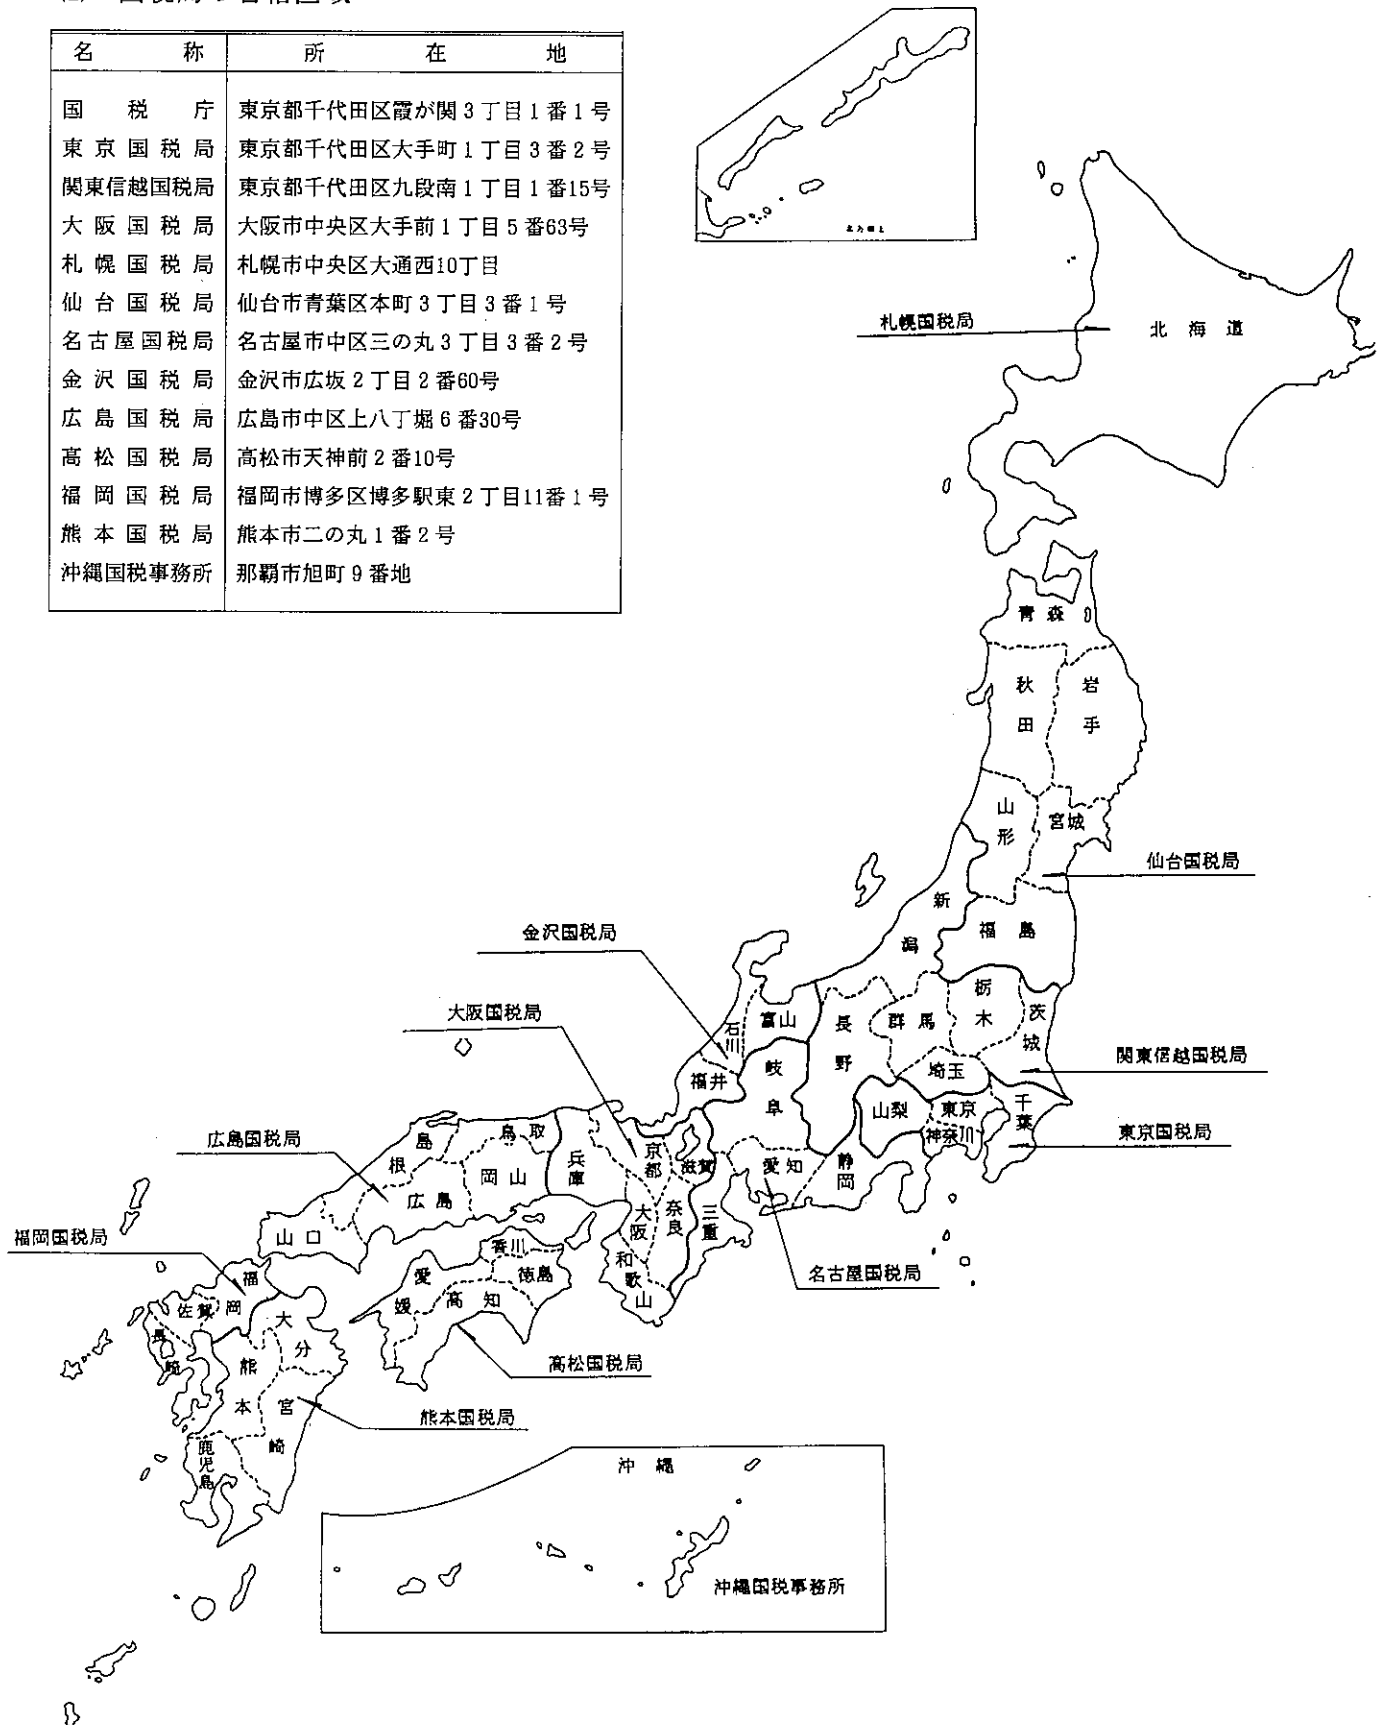 名称 所在地
国税庁 東京都千代田区霞が関3丁目1番1号
東京国税局 東京都千代田区大手町1丁目3番2号
関東信越国税局 東京都千代田区九段南1丁目1番15号
大阪国税局 大阪市中央区大手前1丁目5番63号
札幌国税局 札幌市中央区大通西10丁目
仙台国税局 仙台市青葉区本町3丁目3番1号
名古屋国税局 名古屋市中区三の丸3丁目3番2号
金沢国税局 金沢市広坂2丁目2番60号
広島国税局 広島市中区上八丁堀6番30号
高松国税局 高松市天神前2番10号
福岡国税局 福岡市博多区博多駅東2丁目11番1号
熊本国税局 熊本市二の丸1番2号
沖縄国税事務所 那覇市旭町9番地
札幌国税局
北海道
青森
秋田
岩手
山形
宮城
仙台国税局
新潟
福島
金沢国税局
大阪国税局
石川
富山
長野
群馬
栃木
茨城
関東信越国税局
福井
岐阜
埼玉
山梨
東京
千葉
神奈川
東京国税局
広島国税局
島根
鳥取
岡山
広島
山口
兵庫
京都
滋賀
愛知
静岡
大阪
奈良
三重
和歌山
名古屋国税局
福岡国税局
福岡
佐賀
長崎
大分
熊本
宮崎
鹿児島
熊本国税局
香川
徳島
愛媛
高知
高松国税局
沖縄
沖縄国税事務所